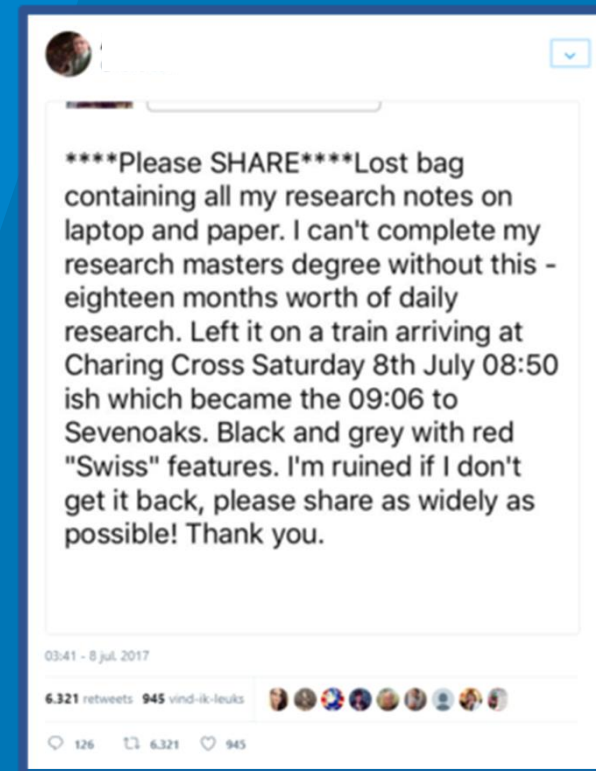 ****Please SHARE****Lost bag
containing all my research notes on
laptop and paper. I can't complete my
research masters degree without this -
eighteen months worth of daily
research. Left it on a train arriving at
Charing Cross Saturday 8th July 08:50
ish which became the 09:06 to
Sevenoaks. Black and grey with red
"Swiss" features. I'm ruined if I don't
get it back, please share as widely as
possible! Thank you.
03:41 - 8 jul. 2017
6.321 retweets 945 vind-ik-leuks
126 6.321 945